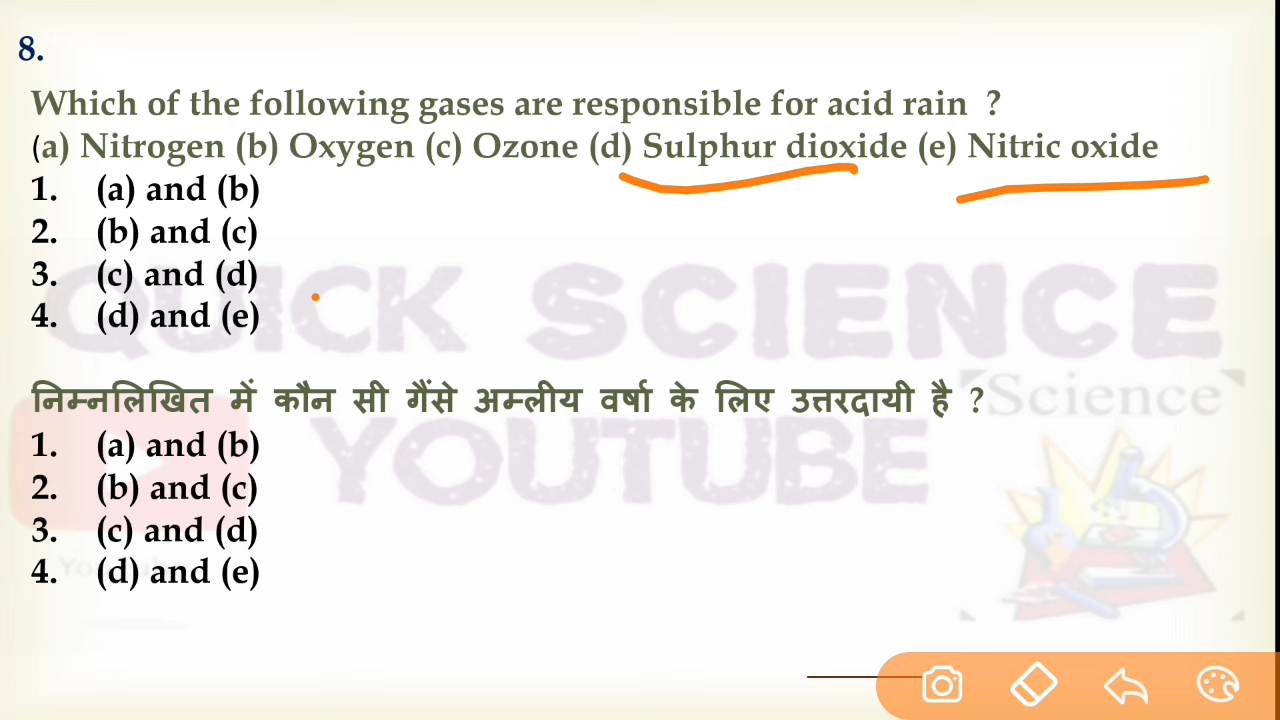 8.
Which of the following gases are responsible for acid rain ?
(a) Nitrogen (b) Oxygen (c) Ozone (d) Sulphur dioxide (e) Nitric oxide
1. (a) and (b)
2. (b) and (c)
3. (c) and (d)
4. (d) and (e)
QUICK SCIENCE
निम्नलिखित में कौन सी गैंसे अम्लीय वर्षा के लिए उत्तरदायी है ?
Science
YOUTUBE
1. (a) and (b)
2. (b) and (c)
3. (c) and (d)
4. (d) and (e)